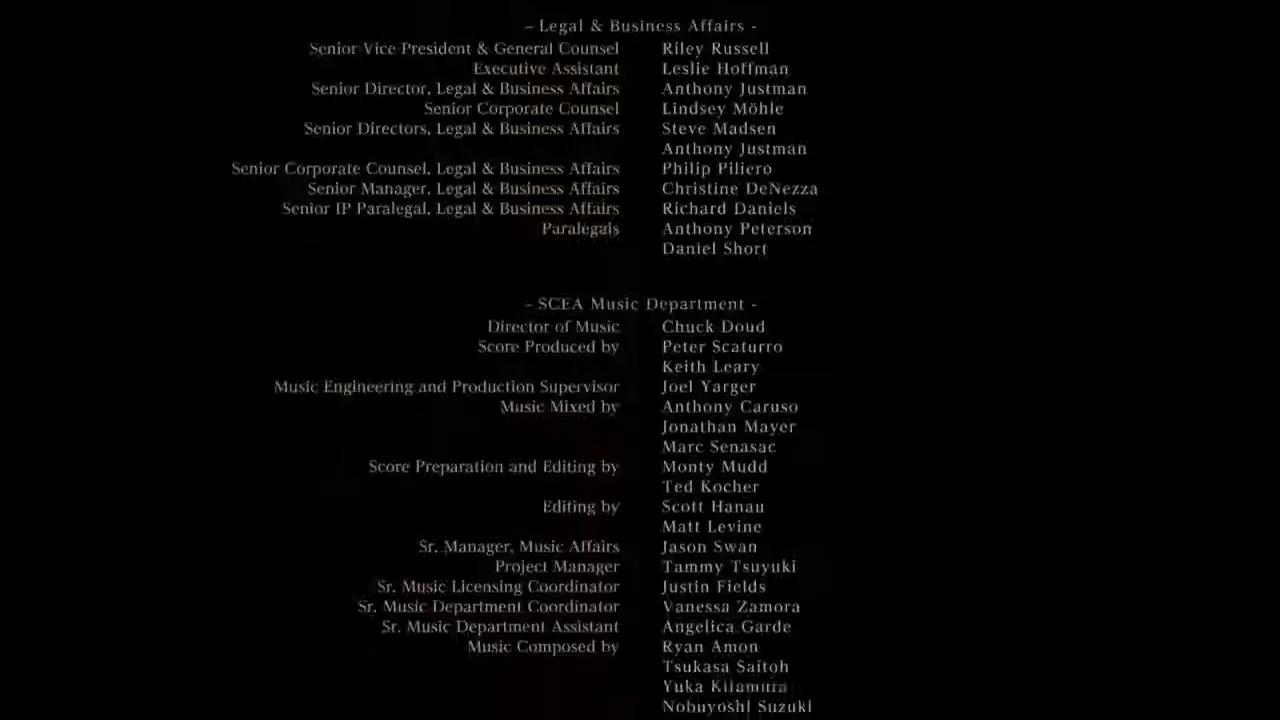 - Legal & Business Affairs -
Senior Vice President & General Counsel Riley Russell
Executive Assistant Leslie Hoffman
Senior Director, Legal & Business Affairs Anthony Justman
Senior Corporate Counsel Lindsey Möhle
Senior Directors, Legal & Business Affairs Steve Madsen
Anthony Justman
Senior Corporate Counsel, Legal & Business Affairs Philip Piliero
Senior Manager, Legal & Business Affairs Christine DeNezza
Senior IP Paralegal, Legal & Business Affairs Richard Daniels
Paralegals Anthony Peterson
Daniel Short
- SCEA Music Department -
Director of Music Chuck Doud
Score Produced by Peter Scaturro
Keith Leary
Music Engineering and Production Supervisor Joel Yarger
Music Mixed by Anthony Caruso
Jonathan Mayer
Marc Senasac
Score Preparation and Editing by Monty Mudd
Ted Kocher
Editing by Scott Hanau
Matt Levine
Sr. Manager, Music Affairs Jason Swan
Project Manager Tammy Tsuyuki
Sr. Music Licensing Coordinator Justin Fields
Sr. Music Department Coordinator Vanessa Zamora
Sr. Music Department Assistant Angelica Garde
Music Composed by Ryan Amon
Tsukasa Saitoh
Yuka Kitamura
Nobuyoshi Suzuki